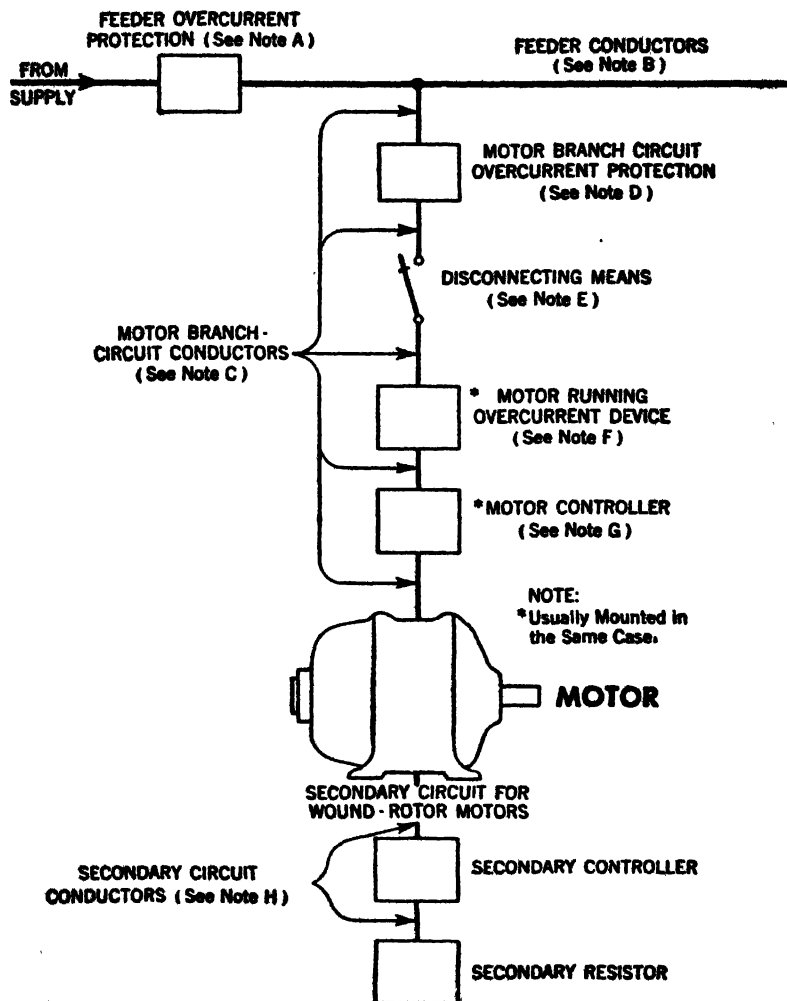 FEEDER OVERCURRENT
PROTECTION (See Note A)
FROM
SUPPLY
FEEDER CONDUCTORS
(See Note B)
MOTOR BRANCH CIRCUIT
OVERCURRENT PROTECTION
(See Note D)
DISCONNECTING MEANS
(See Note E)
MOTOR BRANCH-
CIRCUIT CONDUCTORS
(See Note C)
* MOTOR RUNNING
OVERCURRENT DEVICE
(See Note F)
*MOTOR CONTROLLER
(See Note G)
NOTE:
*Usually Mounted in
the Same Case.
MOTOR
SECONDARY CIRCUIT FOR
WOUND-ROTOR MOTORS
SECONDARY CIRCUIT
CONDUCTORS (See Note H)
SECONDARY CONTROLLER
SECONDARY RESISTOR